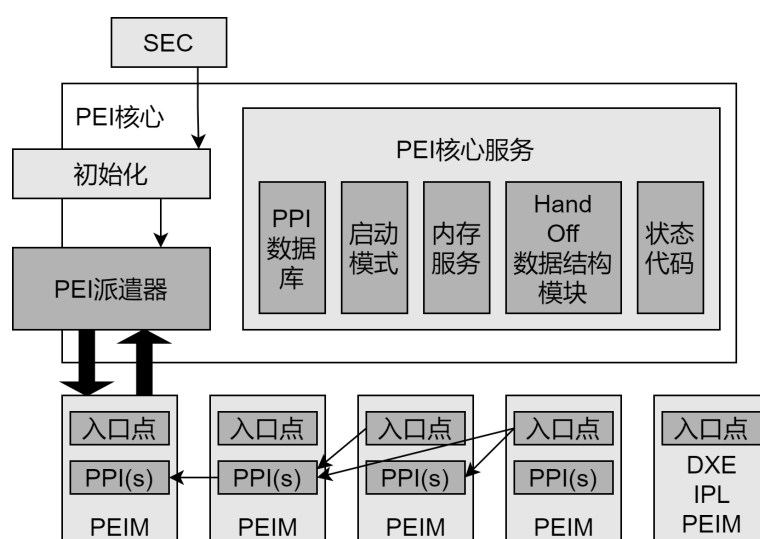 SEC
PEI核心
初始化
PEI派遣器
PEI核心服务
PPI
数据
库
启动
模式
内存
服务
Hand
Off
数据结构
模块
状态
代码
入口点
PPI(s)
PEIM
入口点
PPI(s)
PEIM
入口点
PPI(s)
PEIM
入口点
PPI(s)
PEIM
入口点
DXE
IPL
PEIM